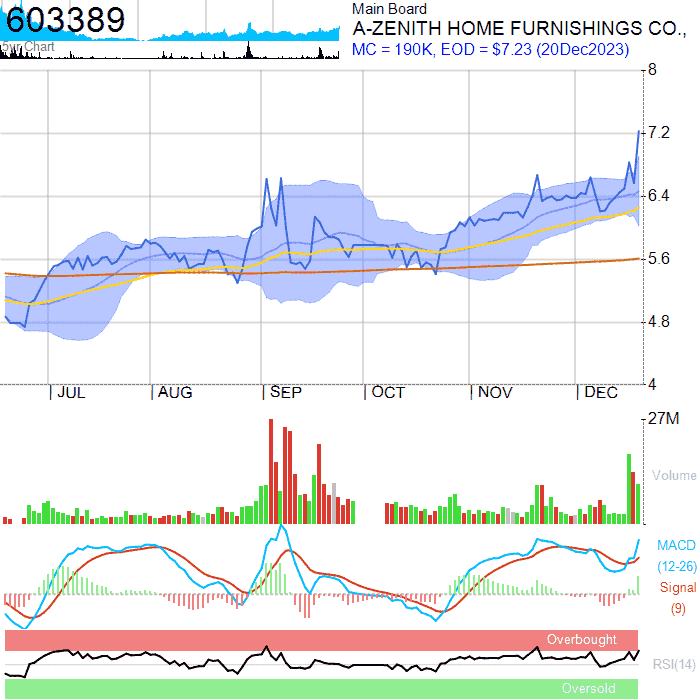 603389
5yr Chart
Main Board
A-ZENITH HOME FURNISHINGS CO.,
MC = 190K, EOD = $7.23 (20Dec2023)
8
7.2
6.4
5.6
4.8
4
JUL AUG SEP OCT NOV DEC
27M
Volume
MACD
(12-26)
Signal
(9)
Overbought
RSI(14)
Oversold